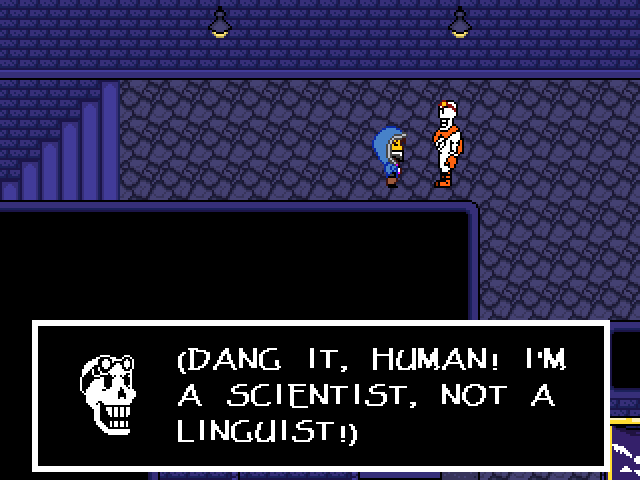 (DANG IT, HUMAN! I'M
A SCIENTIST, NOT A
LINGUIST!)